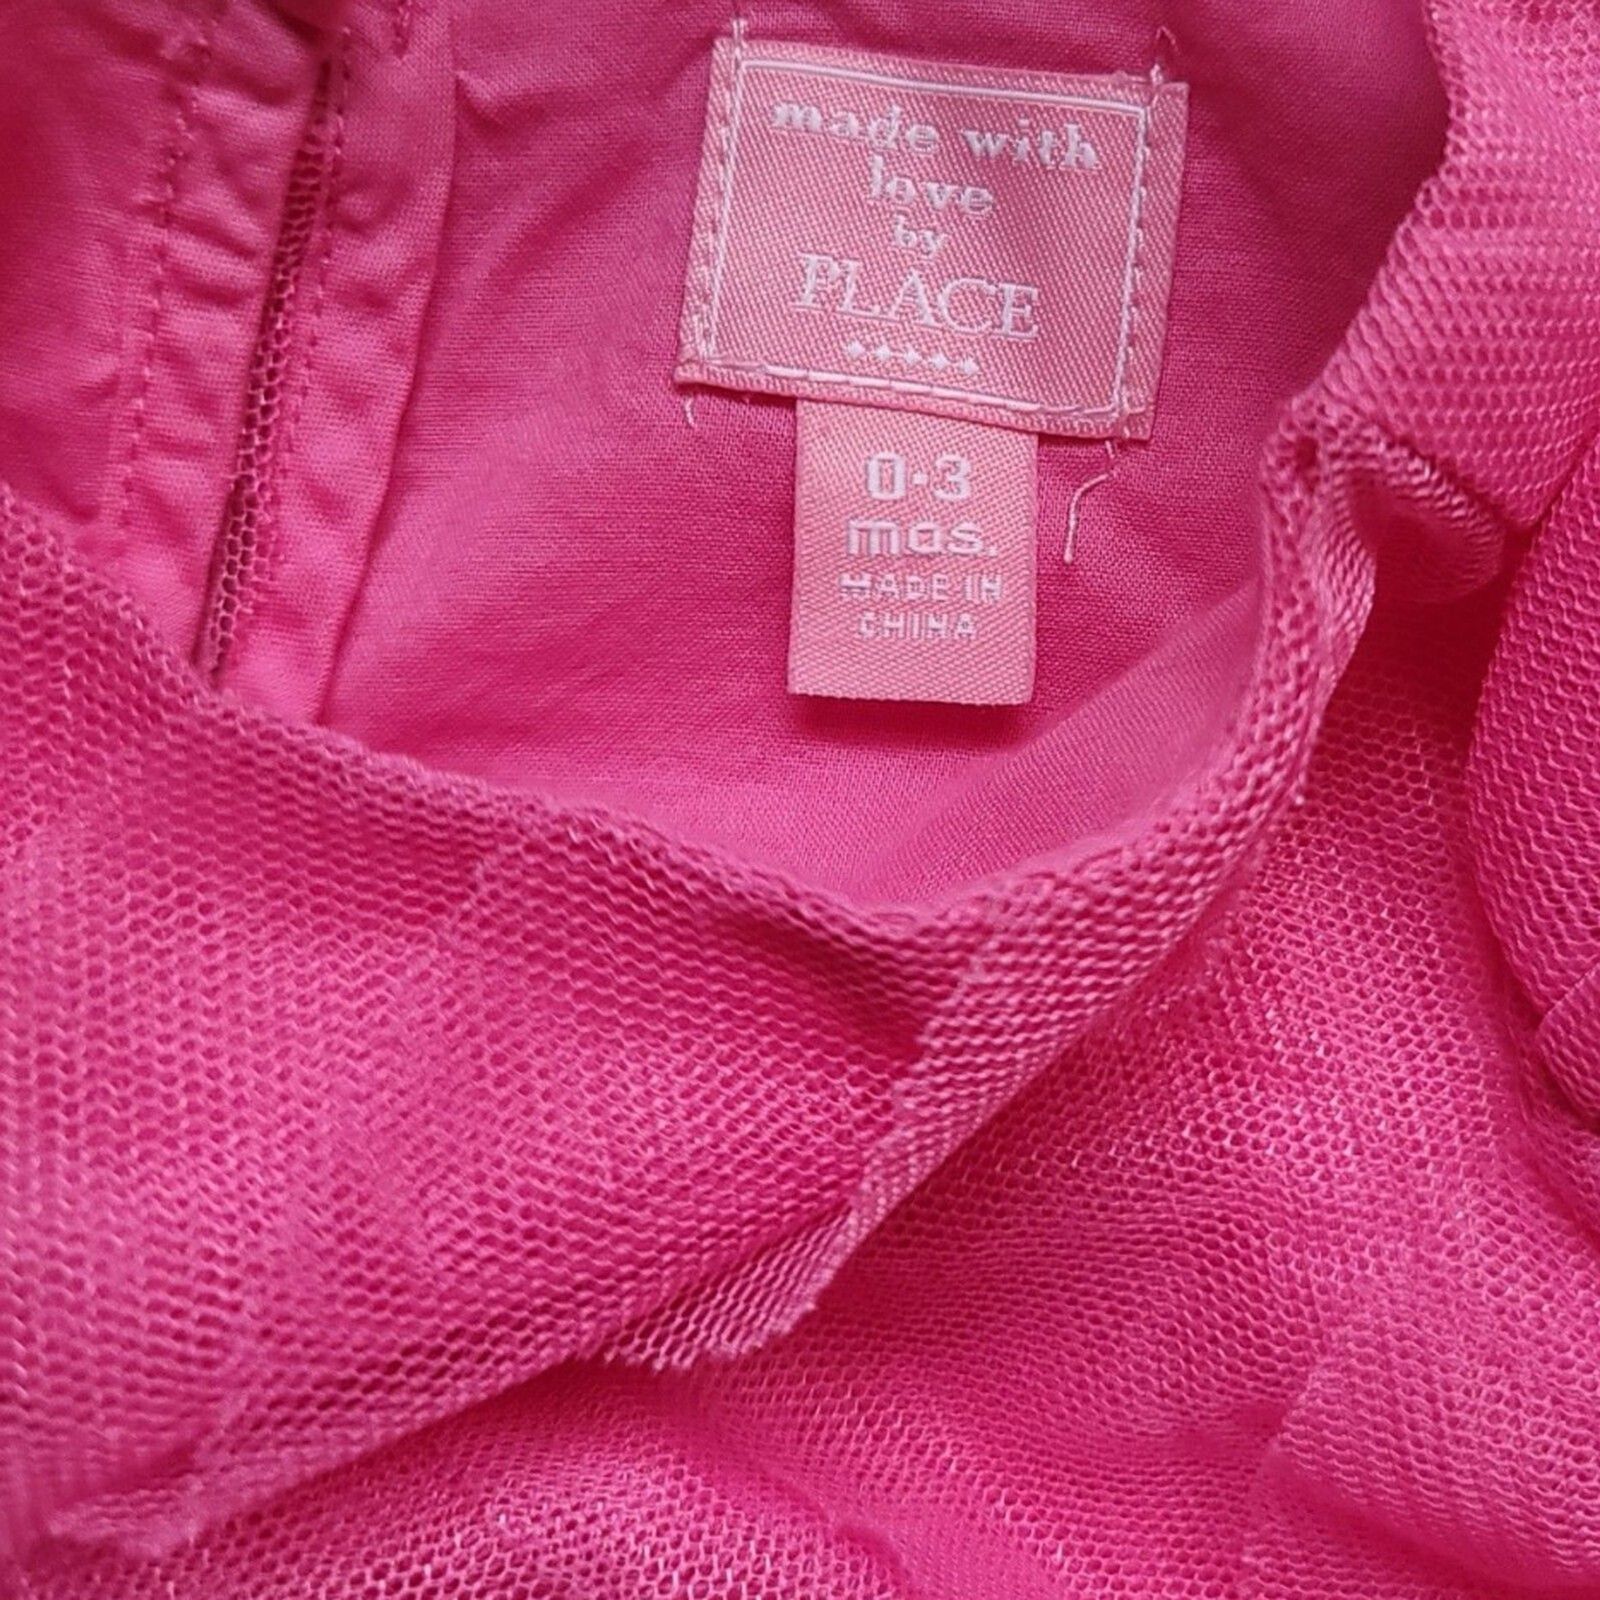 made with
love
by
PLACE
0-3
mos.
MADE IN
CHINA